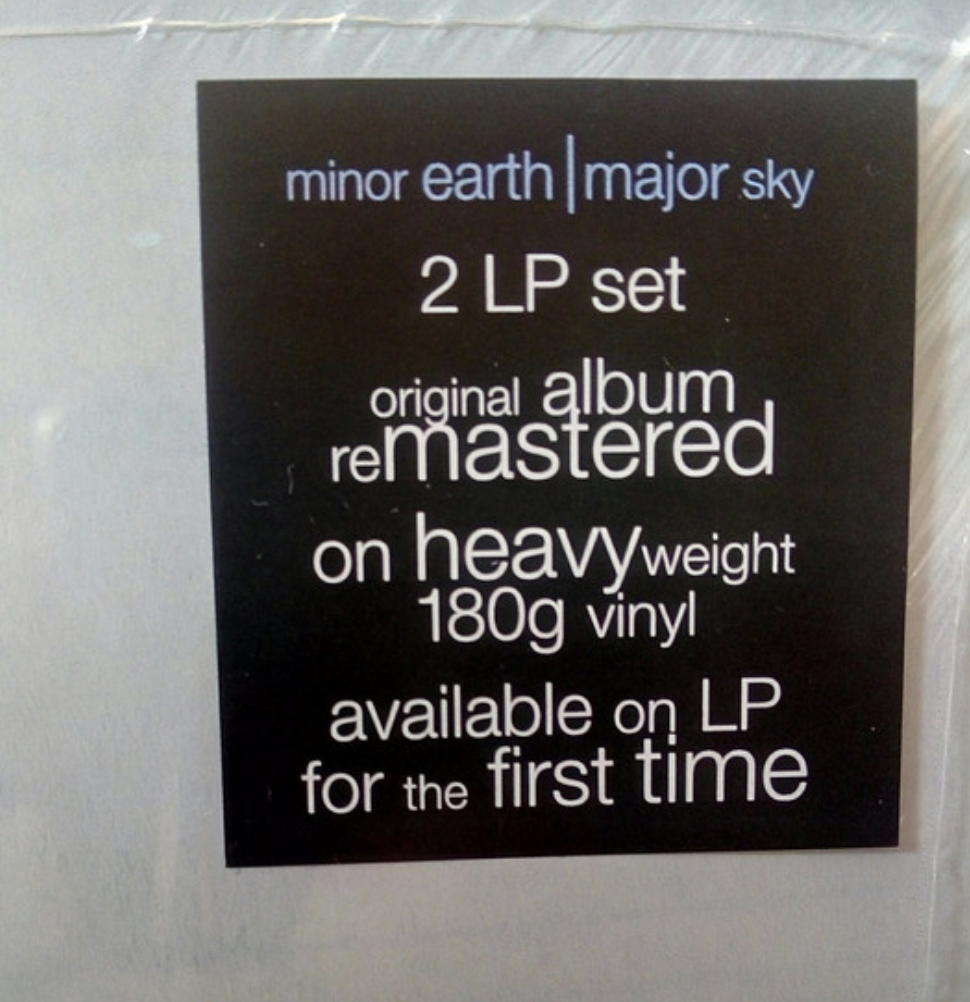 minor earth|major sky
2 LP set
original album
remastered
on heavyweight
180g vinyl
available on LP
for the first time